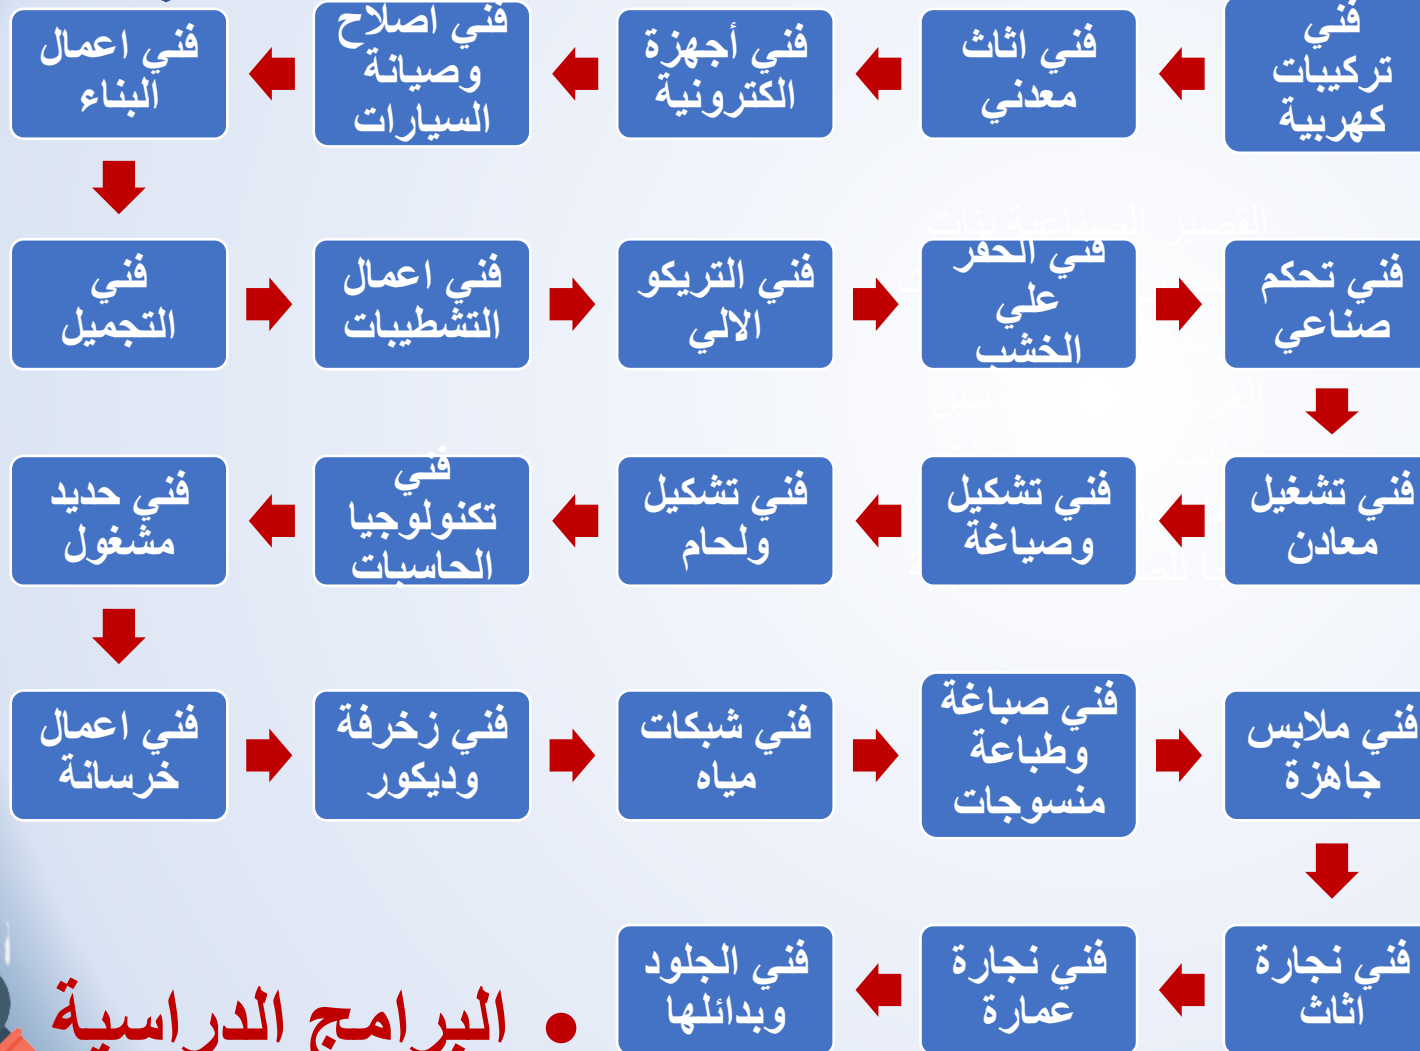 فني
تركيبات
كهربية
فني اثاث
معدني
فني أجهزة
الكترونية
فني اصلاح
وصيانة
السيارات
فني اعمال
البناء
فني
التجميل
فني اعمال
التشطيبات
فني التريكو
الالي
فني الحفر
علي
الخشب
فني تحكم
صناعي
القصير الصناعية بنات
فني تشغيل
معادن
فني تشكيل
وصياغة
فني تشكيل
ولحام
فني
تكنولوجيا
الحاسبات
فني حديد
مشغول
فني اعمال
خرسانة
فني زخرفة
وديكور
فني شبكات
مياه
فني صباغة
وطباعة
منسوجات
فني ملابس
جاهزة
فني نجارة
اثاث
فني نجارة
عمارة
فني الجلود
وبدائلها
• البرامج الدراسية